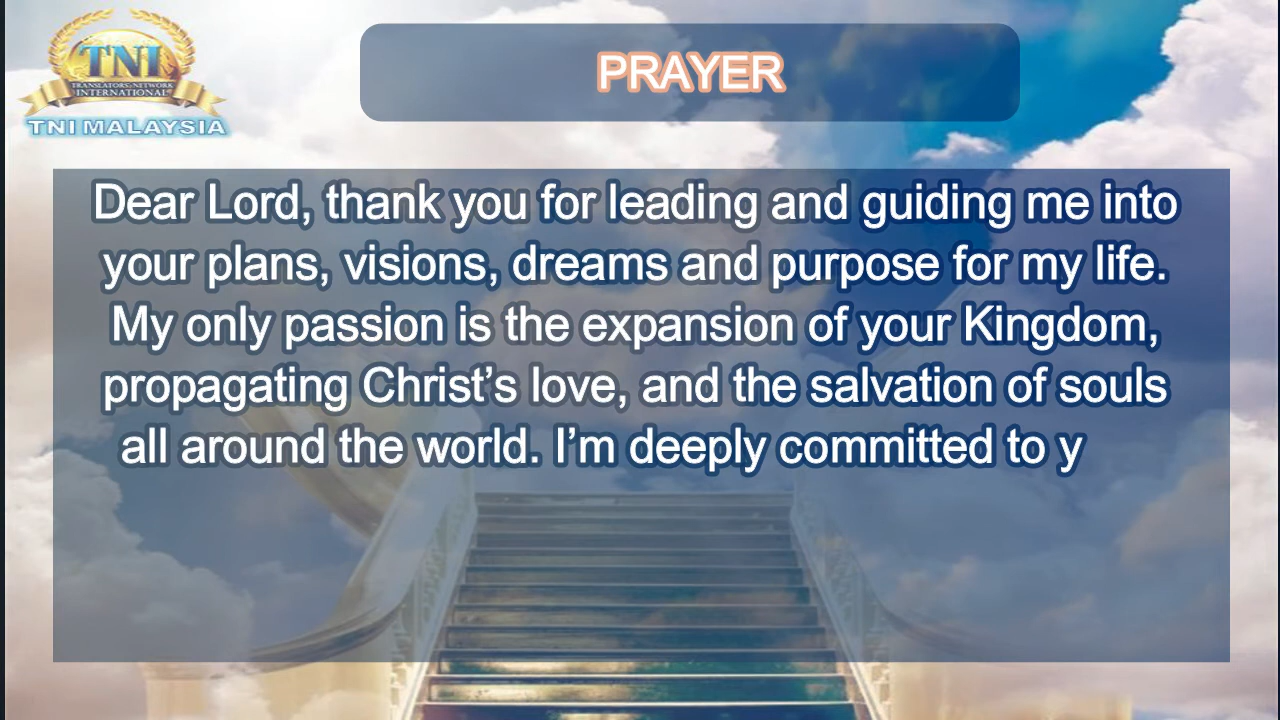 TNI
TRANSLATORS NETWORK
INTERNATIONAL
TNI MALAYSIA
PRAYER
Dear Lord, thank you for leading and guiding me into
your plans, visions, dreams and purpose for my life.
My only passion is the expansion of your Kingdom,
propagating Christ’s love, and the salvation of souls
all around the world. I’m deeply committed to y